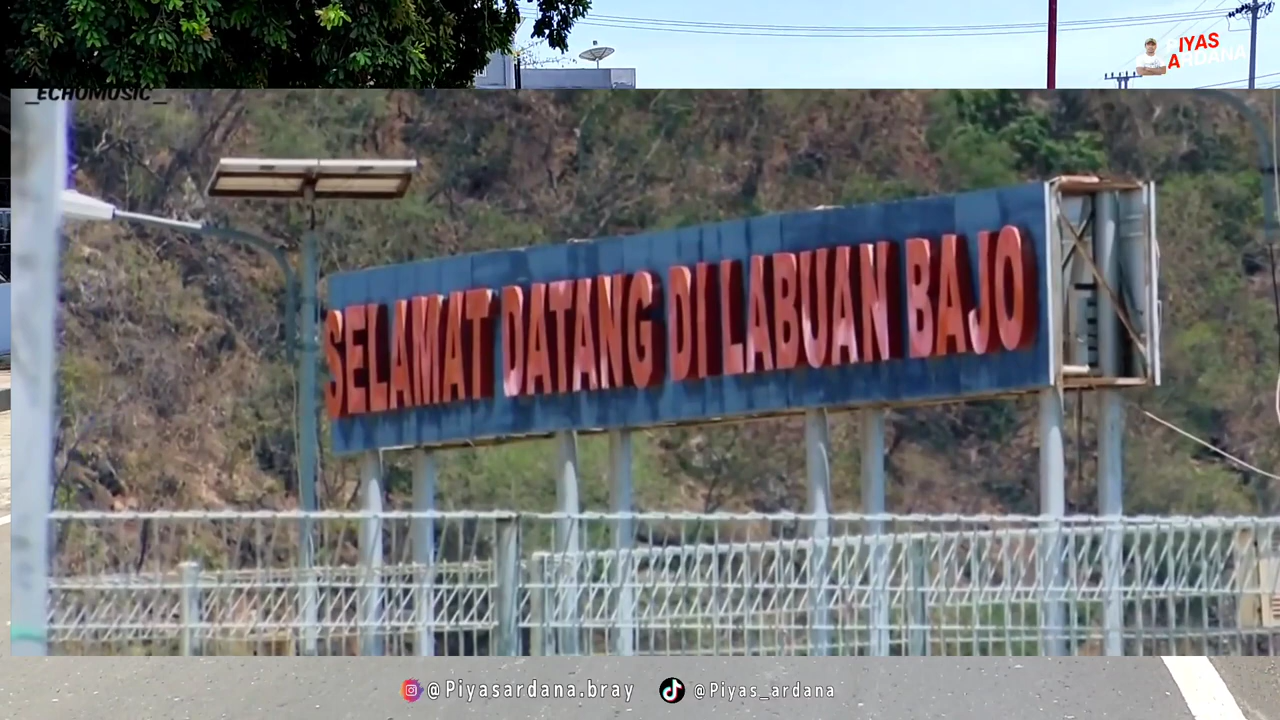 PIYAS
ARDANA
_ECHOMUSIC_
SELAMAT DATANG DI LABUAN BAJO
@Piyasardana.bray @Piyas_ardana